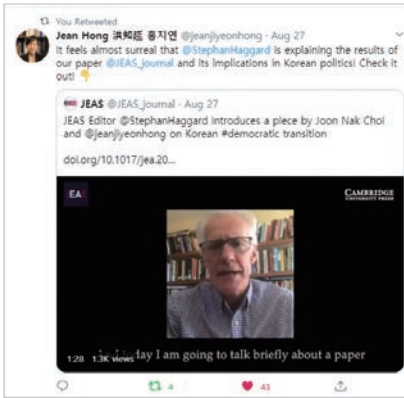 You Retweeted
Jean Hong 洪知延 홍지연 @jeanjiyeonhong · Aug 27
It feels almost surreal that @StephanHaggard is explaining the results of
our paper @JEAS_journal and its implications in Korean politics! Check it
out! 👇
JEAS @JEAS_journal · Aug 27
JEAS Editor @StephanHaggard introduces a piece by Joon Nak Choi
and @jeanjiyeonhong on Korean #democratic transition
doi.org/10.1017/jea.20...
EA
CAMBRIDGE
UNIVERSITY PRESS
today I am going to talk briefly about a paper
1:28 1.3K views
4
43